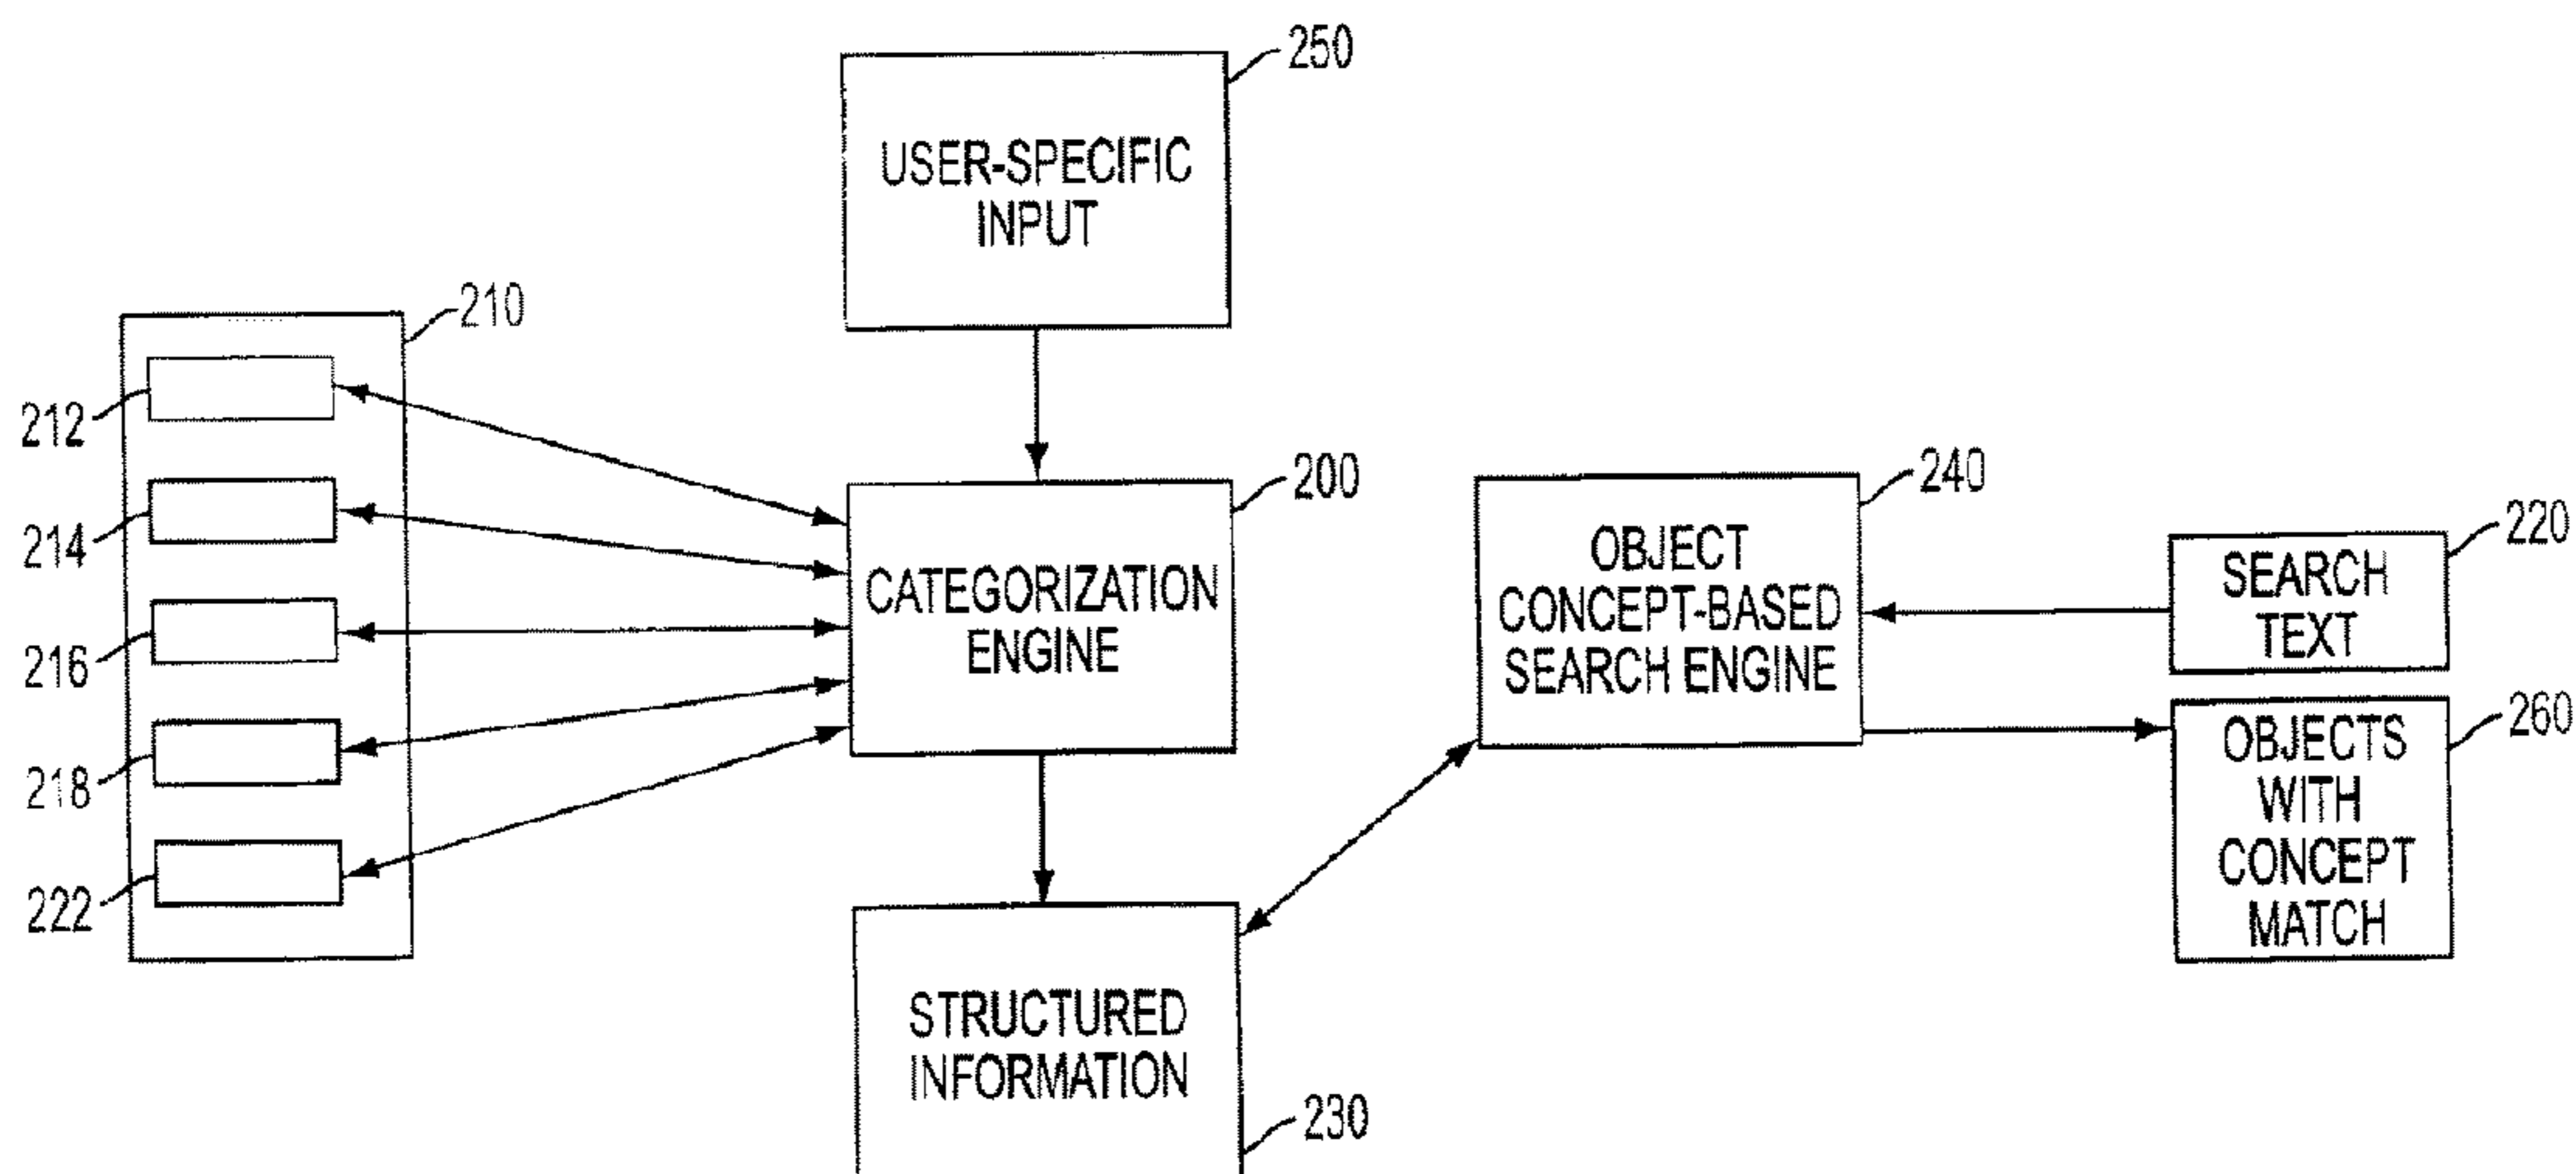 250
USER-SPECIFIC
INPUT
210
212
214
216
218
222
200
CATEGORIZATION
ENGINE
240
OBJECT
CONCEPT-BASED
SEARCH ENGINE
220
SEARCH
TEXT
260
OBJECTS
WITH
CONCEPT
MATCH
STRUCTURED
INFORMATION
230